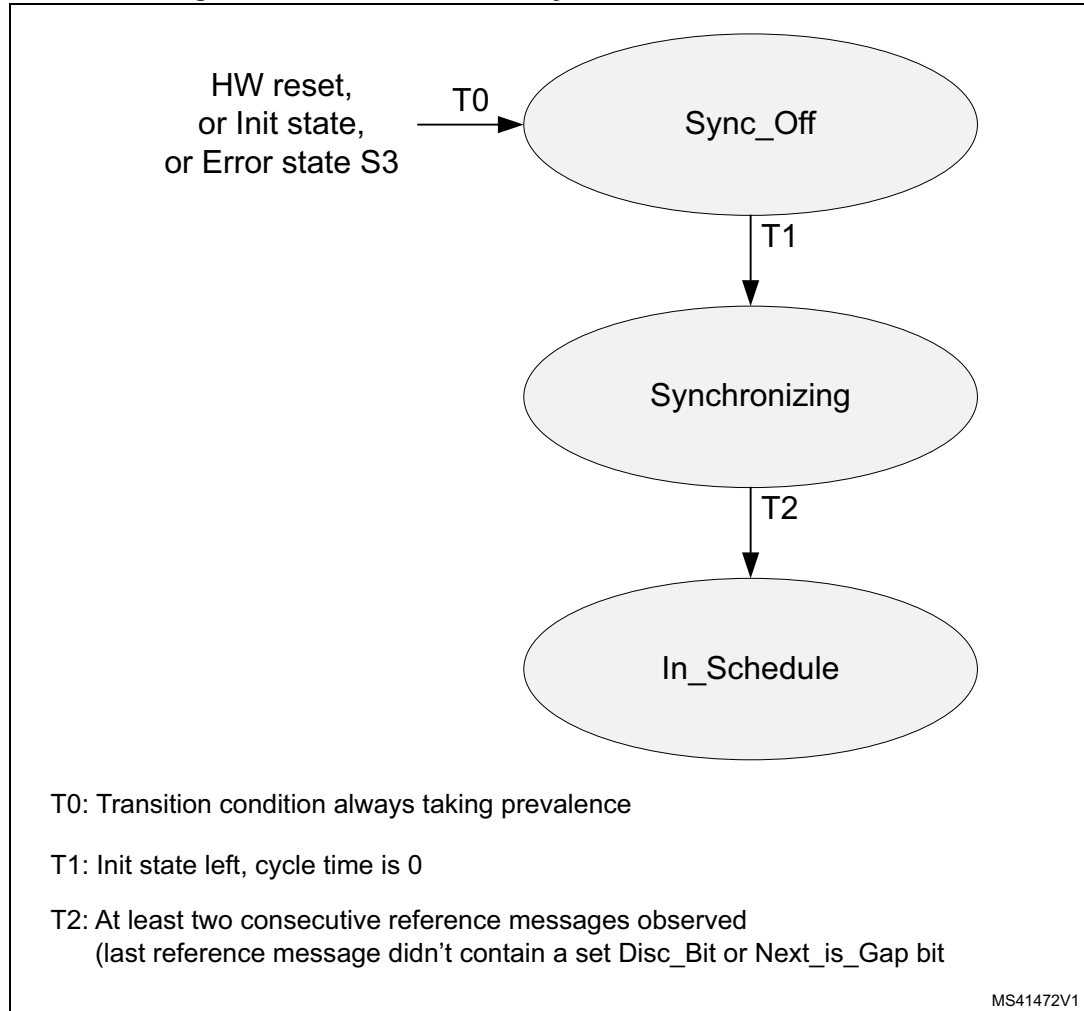 HW reset,
or Init state,
or Error state S3
T0
Sync_Off
T1
Synchronizing
T2
In_Schedule
T0: Transition condition always taking prevalence
T1: Init state left, cycle time is 0
T2: At least two consecutive reference messages observed
(last reference message didn’t contain a set Disc_Bit or Next_is_Gap bit
MS41472V1